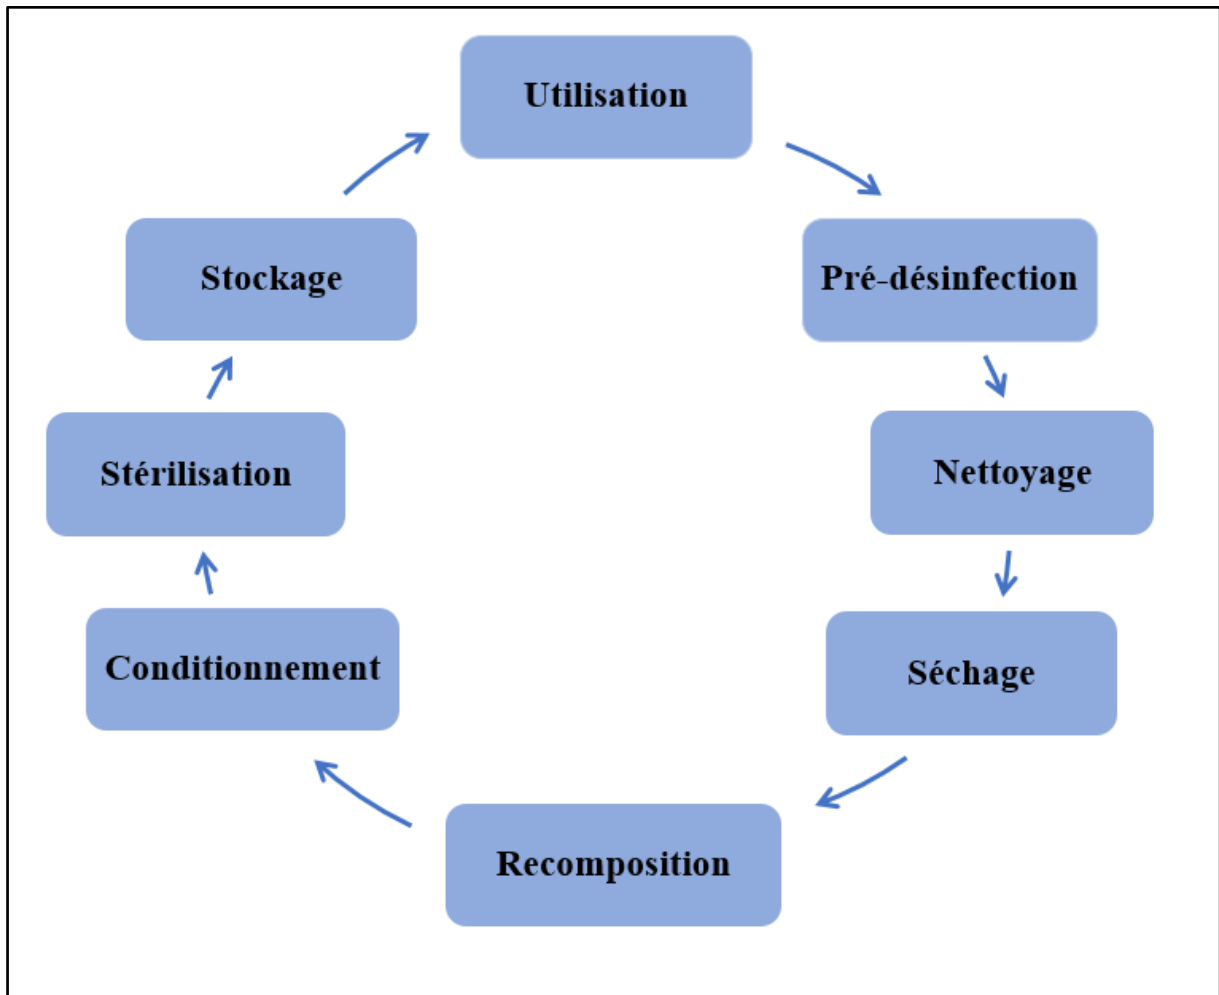 Utilisation
Pré-désinfection
Nettoyage
Séchage
Recomposition
Conditionnement
Stérilisation
Stockage